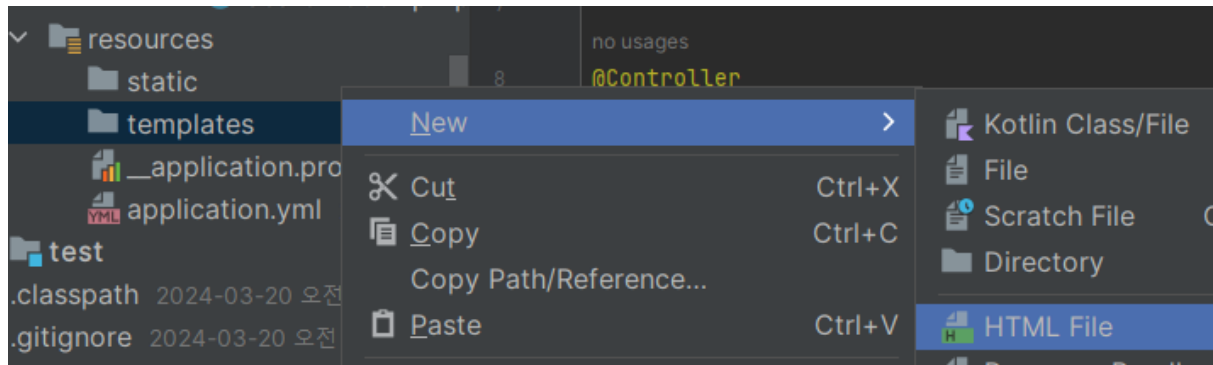 resources
static
templates
__application.pro
application.yml
test
.classpath 2024-03-20 오전
.gitignore 2024-03-20 오전
no usages
8 @Controller
New
Cut Ctrl+X
Copy Ctrl+C
Copy Path/Reference...
Paste Ctrl+V
Kotlin Class/File
File
Scratch File
Directory
HTML File